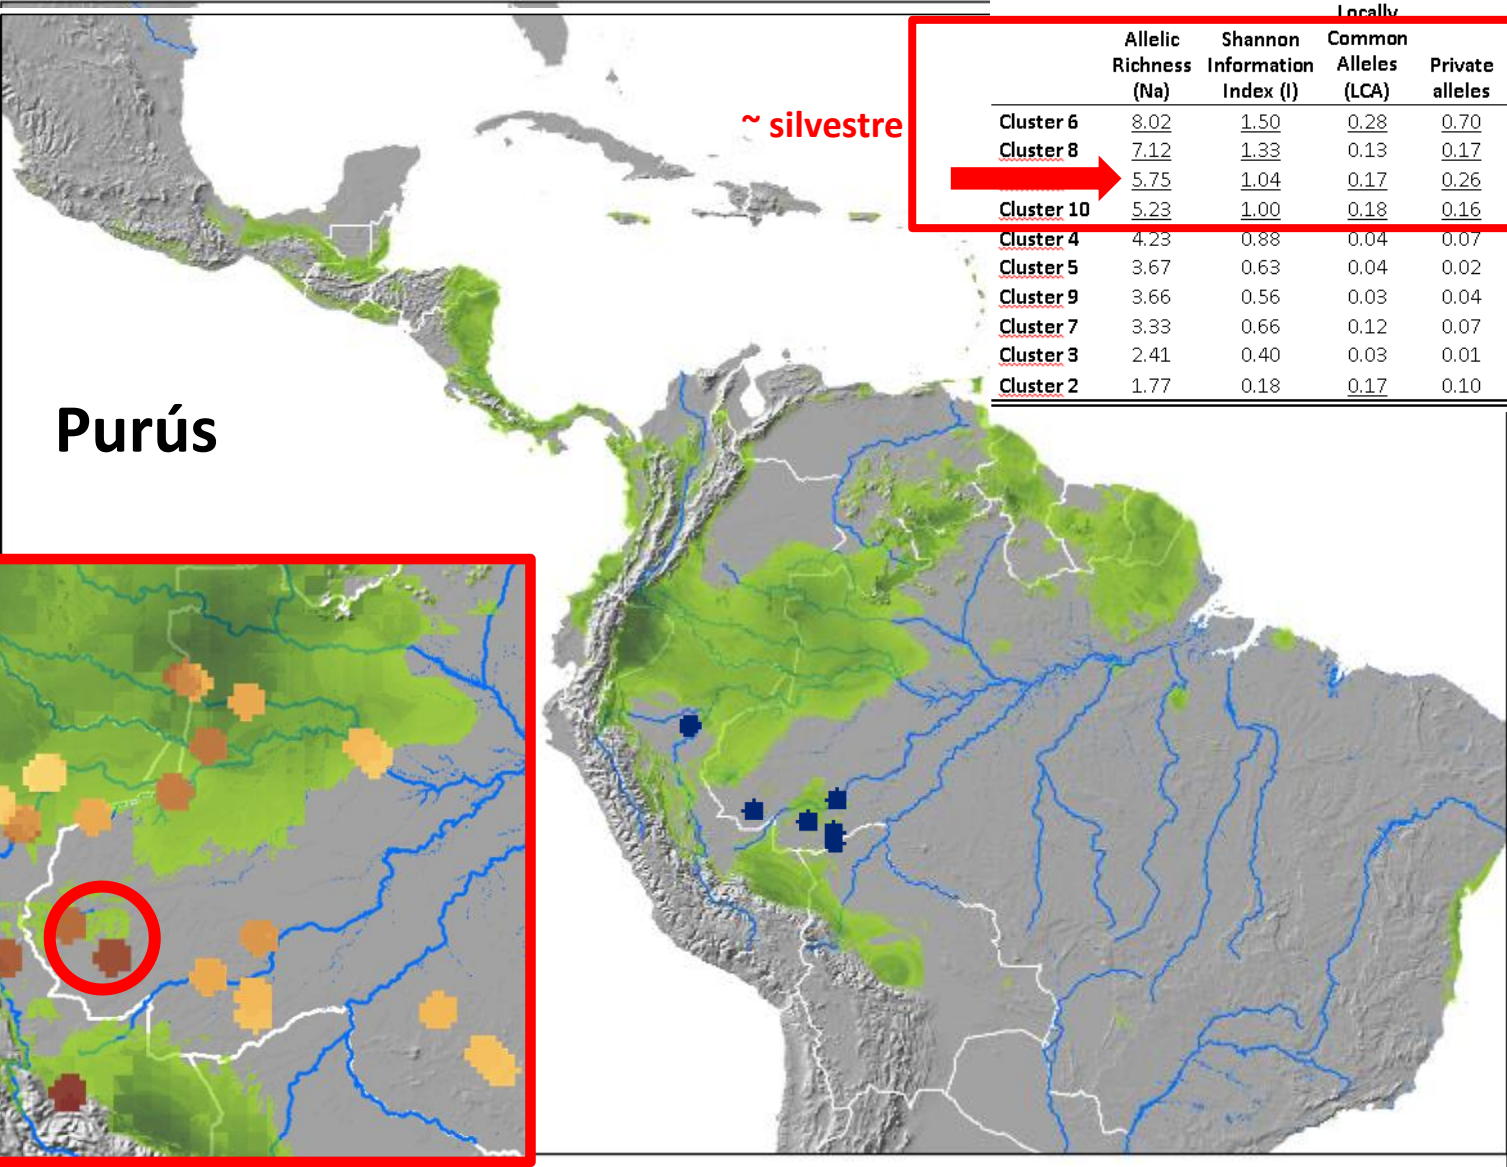 Locally
Allelic Shannon Common
Richness Information Alleles Private
(Na) Index (I) (LCA) alleles
~ silvestre
Cluster 6 8.02 1.50 0.28 0.70
Cluster 8 7.12 1.33 0.13 0.17
5.75 1.04 0.17 0.26
Cluster 10 5.23 1.00 0.18 0.16
Cluster 4 4.23 0.88 0.04 0.07
Cluster 5 3.67 0.63 0.04 0.02
Cluster 9 3.66 0.56 0.03 0.04
Cluster 7 3.33 0.66 0.12 0.07
Cluster 3 2.41 0.40 0.03 0.01
Cluster 2 1.77 0.18 0.17 0.10
Purús